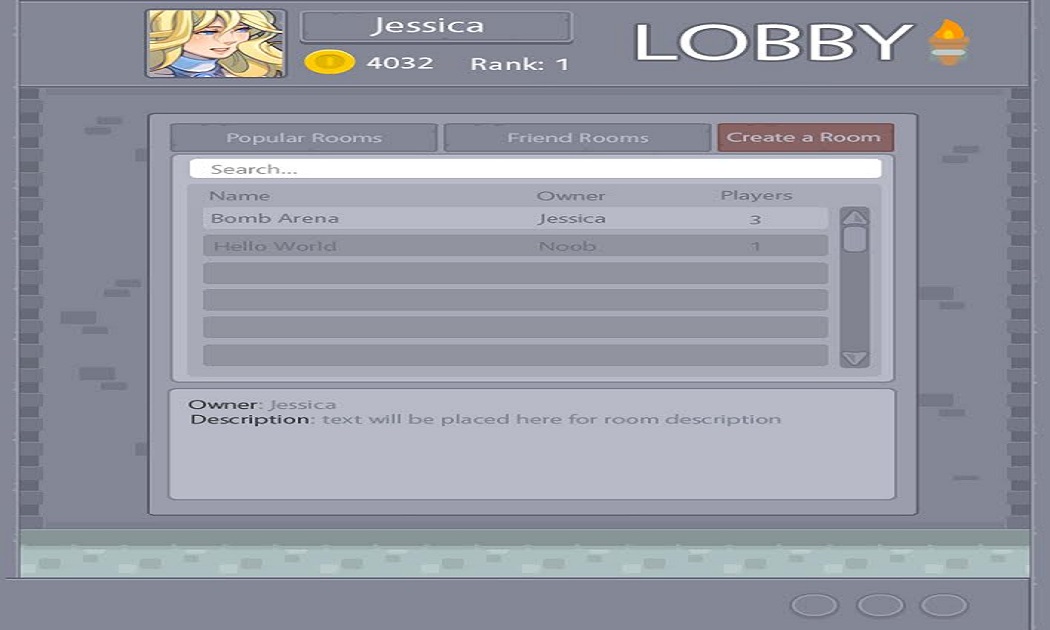 Jessica
4032 Rank: 1
LOBBY
Popular Rooms Friend Rooms Create a Room
Search...
Name Owner Players
Bomb Arena Jessica 3
Hello World Noob 1
Owner: Jessica
Description: text will be placed here for room description